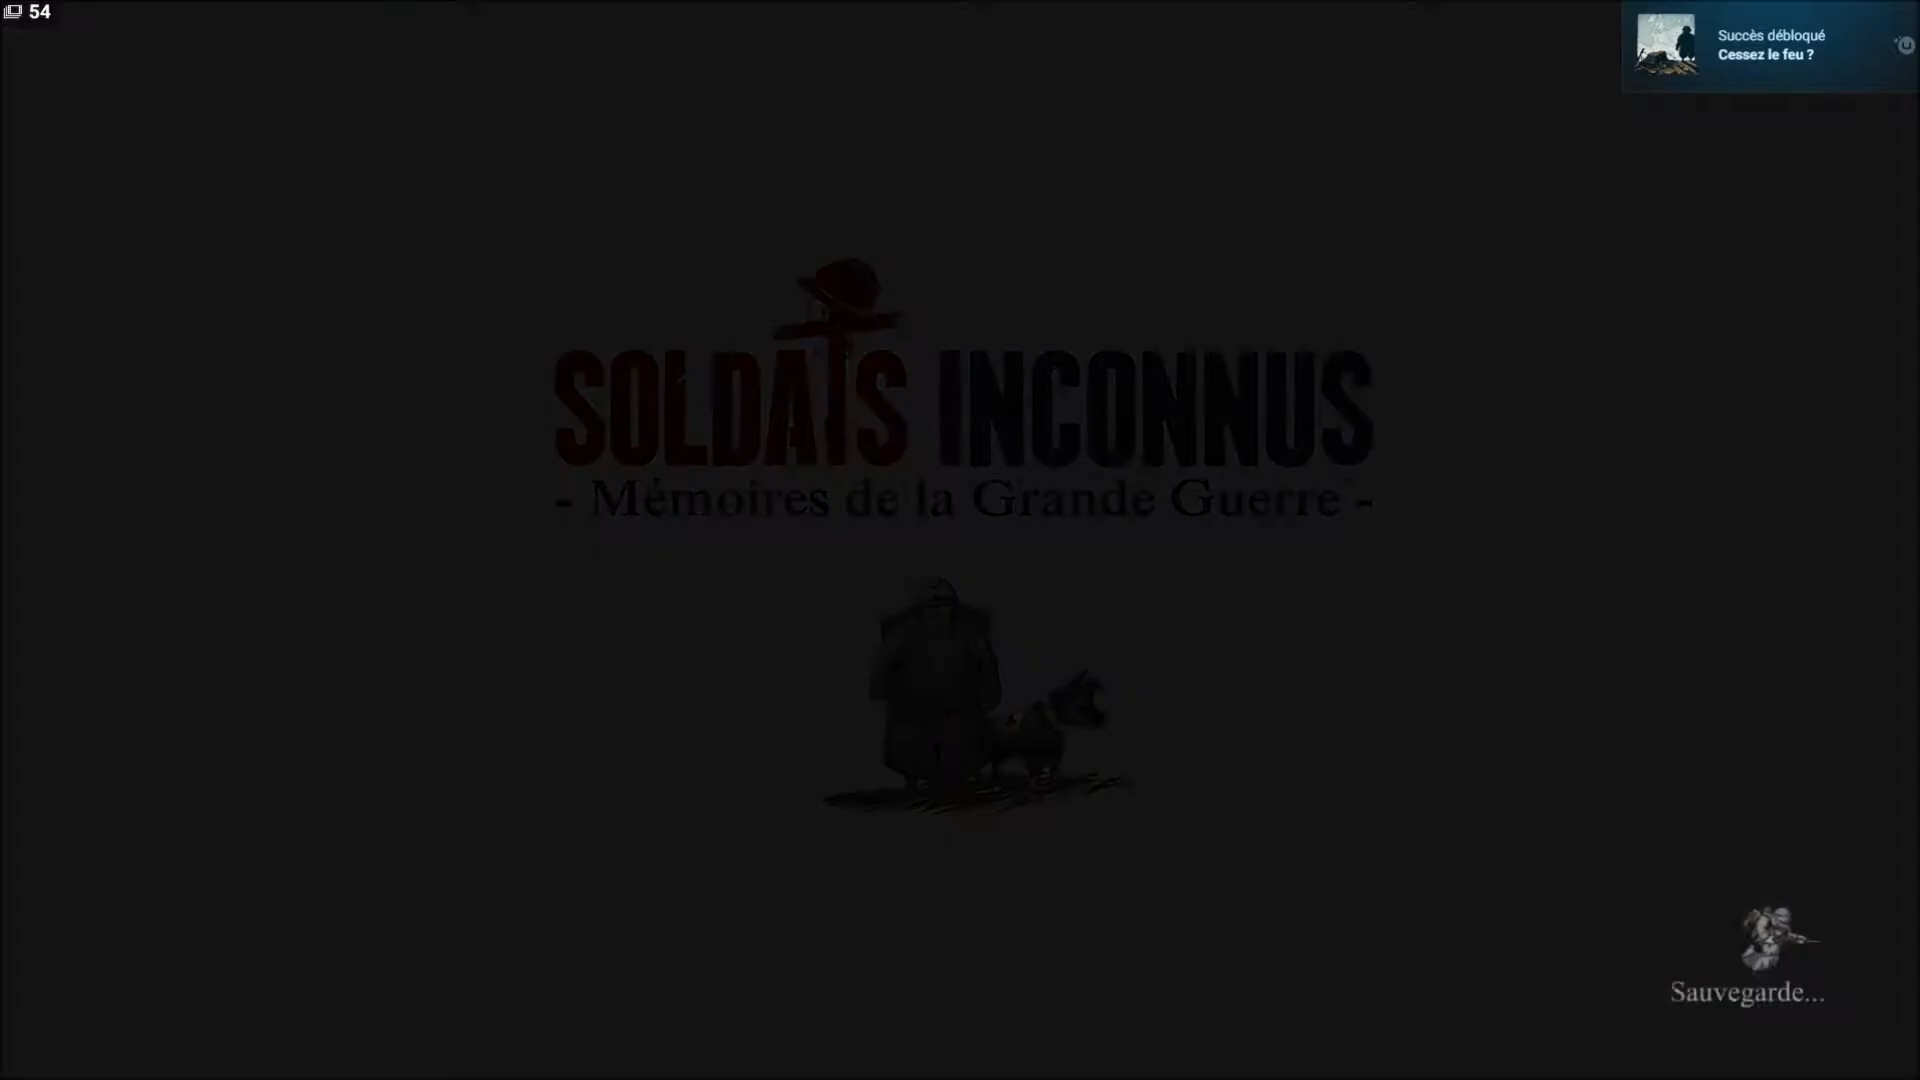 54
Succès débloqué
Cessez le feu ?
SOLDATS INCONNUS
- Mémoires de la Grande Guerre -
Sauvegarde...